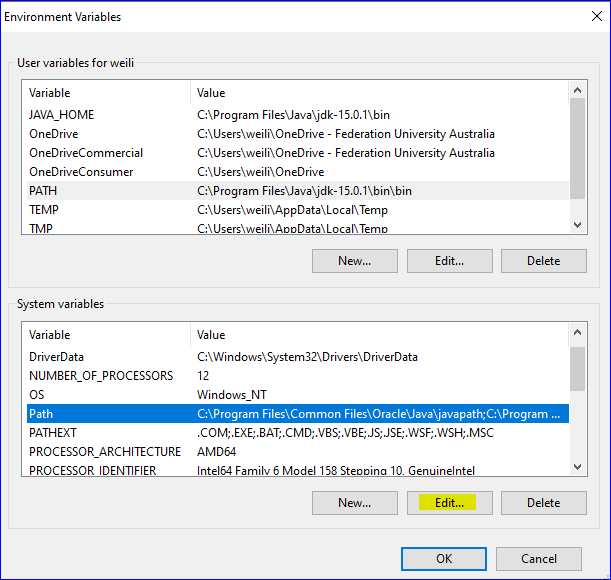 Environment Variables
User variables for weili
Variable Value
JAVA_HOME C:\Program Files\Java\jdk-15.0.1\bin
OneDrive C:\Users\weili\OneDrive - Federation University Australia
OneDriveCommercial C:\Users\weili\OneDrive - Federation University Australia
OneDriveConsumer C:\Users\weili\OneDrive
PATH C:\Program Files\Java\jdk-15.0.1\bin\bin
TEMP C:\Users\weili\AppData\Local\Temp
TMP C:\Users\weili\AppData\Local\Temp
New... Edit... Delete
System variables
Variable Value
DriverData C:\Windows\System32\Drivers\DriverData
NUMBER_OF_PROCESSORS 12
OS Windows_NT
Path C:\Program Files\Common Files\Oracle\Java\javapath;C:\Program ...
PATHEXT .COM;.EXE;.BAT;.CMD;.VBS;.VBE;.JS;.JSE;.WSF;.WSH;.MSC
PROCESSOR_ARCHITECTURE AMD64
PROCESSOR_IDENTIFIER Intel64 Family 6 Model 158 Stepping 10, GenuineIntel
New... Edit... Delete
OK Cancel